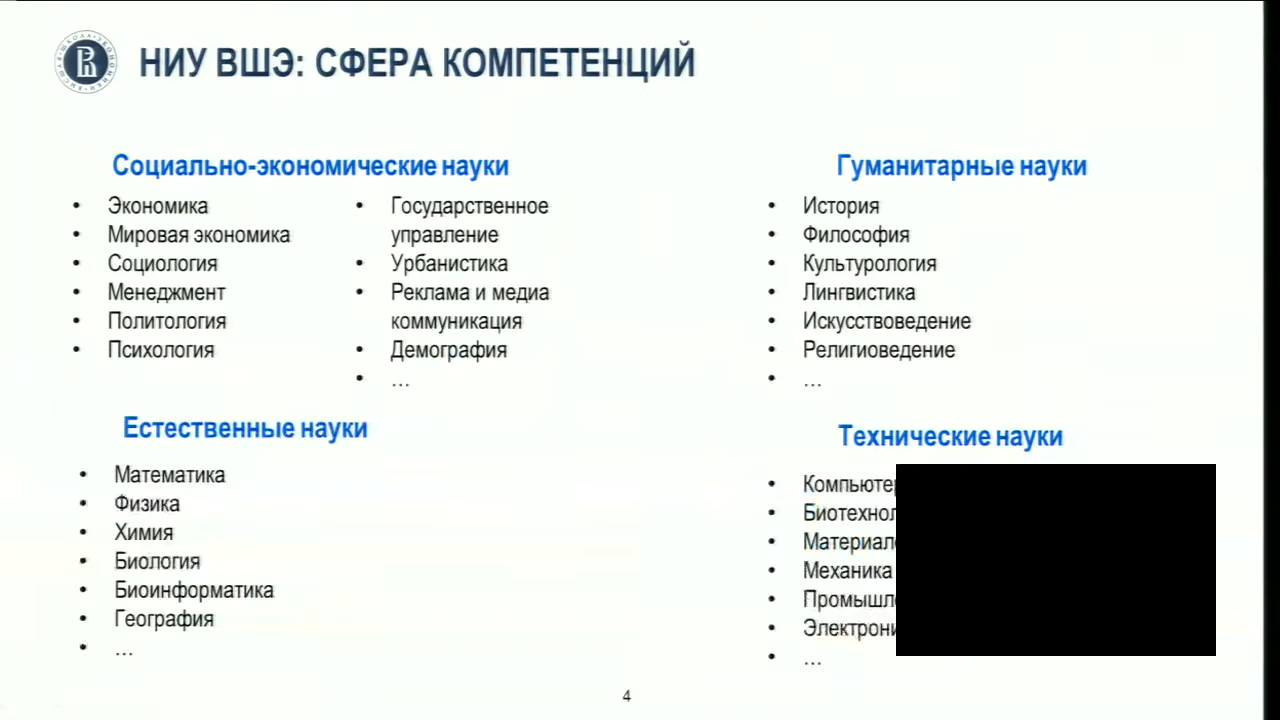 НИУ ВШЭ: СФЕРА КОМПЕТЕНЦИЙ
Социально-экономические науки
• Экономика
• Мировая экономика
• Социология
• Менеджмент
• Политология
• Психология
• Государственное
управление
• Урбанистика
• Реклама и медиа
коммуникация
• Демография
• …
Гуманитарные науки
• История
• Философия
• Культурология
• Лингвистика
• Искусствоведение
• Религиоведение
• …
Естественные науки
• Математика
• Физика
• Химия
• Биология
• Биоинформатика
• География
• …
Технические науки
• Механика
• …
4